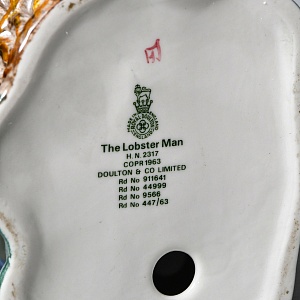 The Lobster Man
H.N. 2317
COPR 1963
DOULTON & CO LIMITED
Rd No 911641
Rd No 44999
Rd No 9566
Rd No 447/63